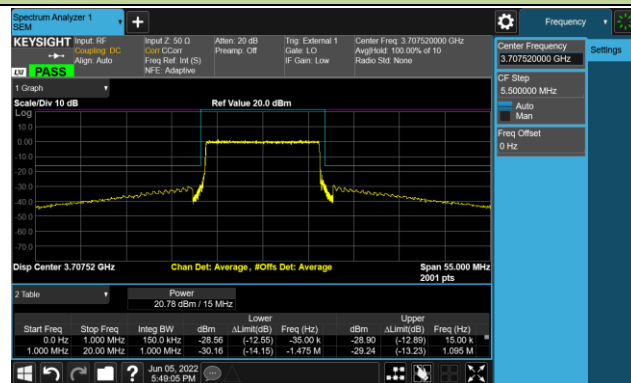 Spectrum Analyzer 1
SEM
Frequency
KEYSIGHT
Input: RF
Coupling: DC
Align: Auto
Input Z: 50 Ω
Corr CCorr
Freq Ref: Int (S)
NFE: Adaptive
Atten: 20 dB
Preamp: Off
Trig: External 1
Gate: LO
IF Gain: Low
Center Freq: 3.707520000 GHz
Avg|Hold: 100.00% of 10
Radio Std: None
LXI PASS
Center Frequency
3.707520000 GHz
Settings
CF Step
5.500000 MHz
Auto
Man
Freq Offset
0 Hz
1 Graph
Scale/Div 10 dB
Ref Value 20.0 dBm
Log
10.0
0.00
-10.0
-20.0
-30.0
-40.0
-50.0
-60.0
-70.0
Disp Center 3.70752 GHz
Chan Det: Average, #Offs Det: Average
Span 55.000 MHz
2001 pts
2 Table
Power
20.78 dBm / 15 MHz
Lower Upper
Start Freq Stop Freq Integ BW dBm ΔLimit(dB) Freq (Hz) dBm ΔLimit(dB) Freq (Hz)
0.0 Hz 1.000 MHz 150.0 kHz -28.56 (-12.55) -35.00 k -28.90 (-12.89) 15.00 k
1.000 MHz 20.00 MHz 1.000 MHz -30.16 (-14.15) -1.475 M -29.24 (-13.23) 1.095 M
Jun 05, 2022
5:49:05 PM